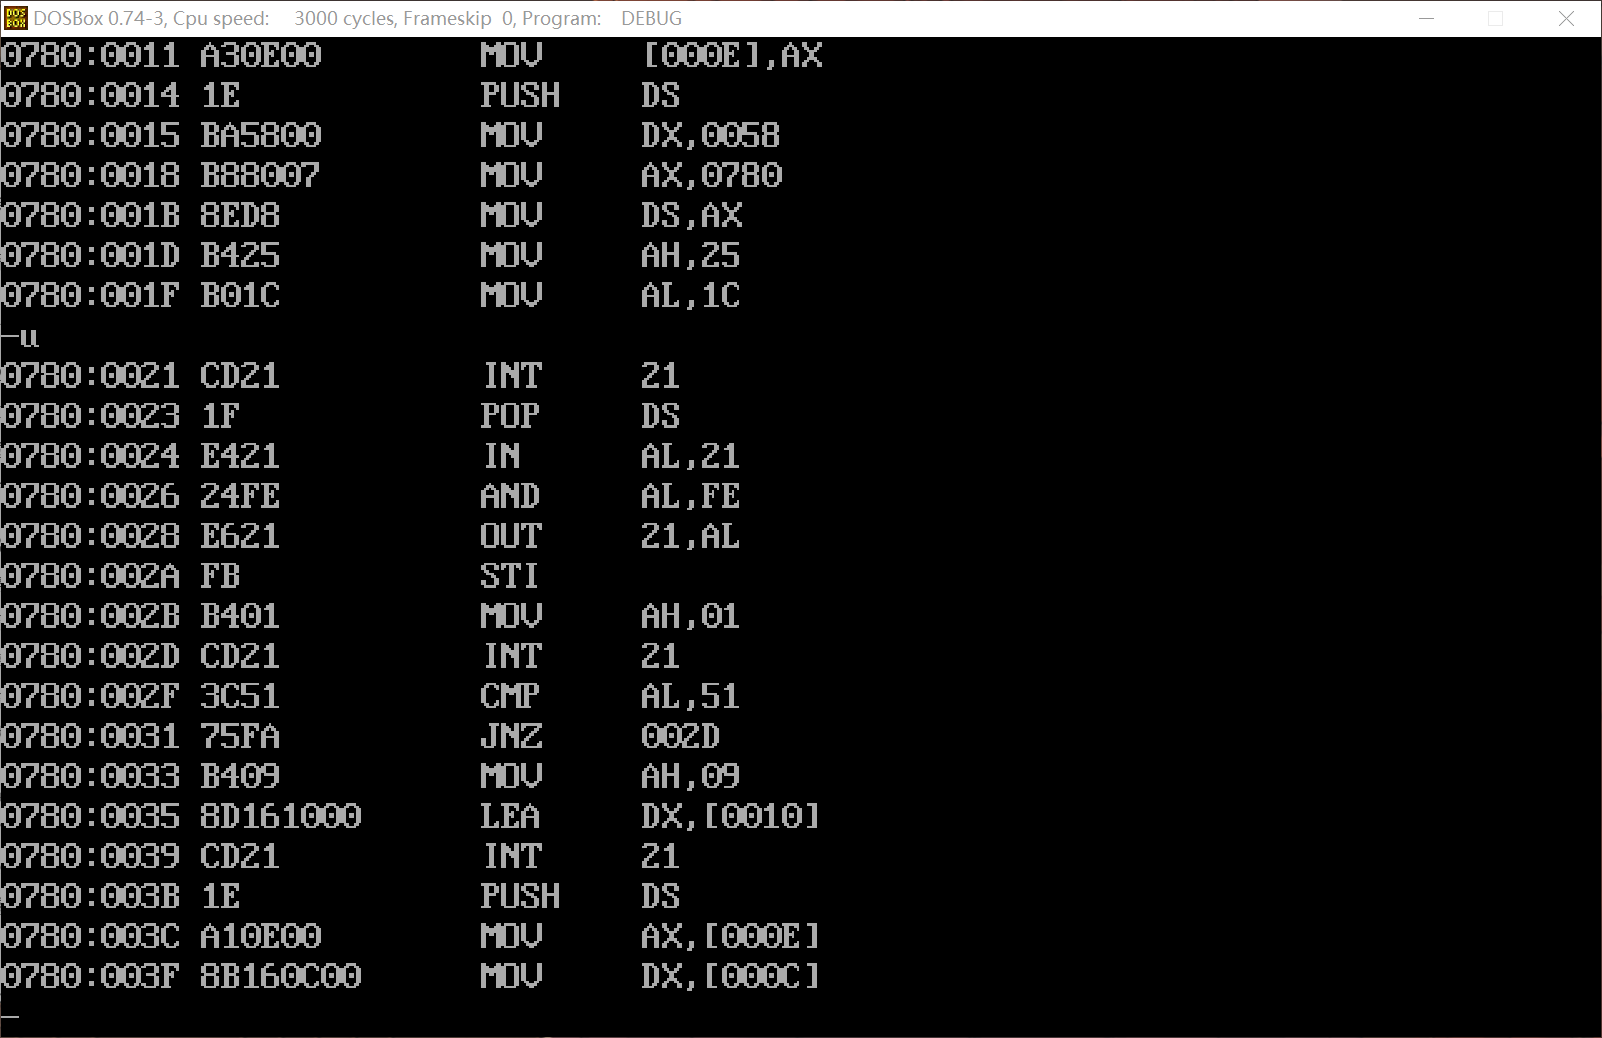 DOSBox 0.74-3, Cpu speed: 3000 cycles, Frameskip 0, Program: DEBUG
0780:0011 A30E00 MOV [000E],AX
0780:0014 1E PUSH DS
0780:0015 BA5800 MOV DX,0058
0780:0018 B88007 MOV AX,0780
0780:001B 8ED8 MOV DS,AX
0780:001D B425 MOV AH,25
0780:001F B01C MOV AL,1C
-u
0780:0021 CD21 INT 21
0780:0023 1F POP DS
0780:0024 E421 IN AL,21
0780:0026 24FE AND AL,FE
0780:0028 E621 OUT 21,AL
0780:002A FB STI
0780:002B B401 MOV AH,01
0780:002D CD21 INT 21
0780:002F 3C51 CMP AL,51
0780:0031 75FA JNZ 002D
0780:0033 B409 MOV AH,09
0780:0035 8D161000 LEA DX,[0010]
0780:0039 CD21 INT 21
0780:003B 1E PUSH DS
0780:003C A10E00 MOV AX,[000E]
0780:003F 8B160C00 MOV DX,[000C]